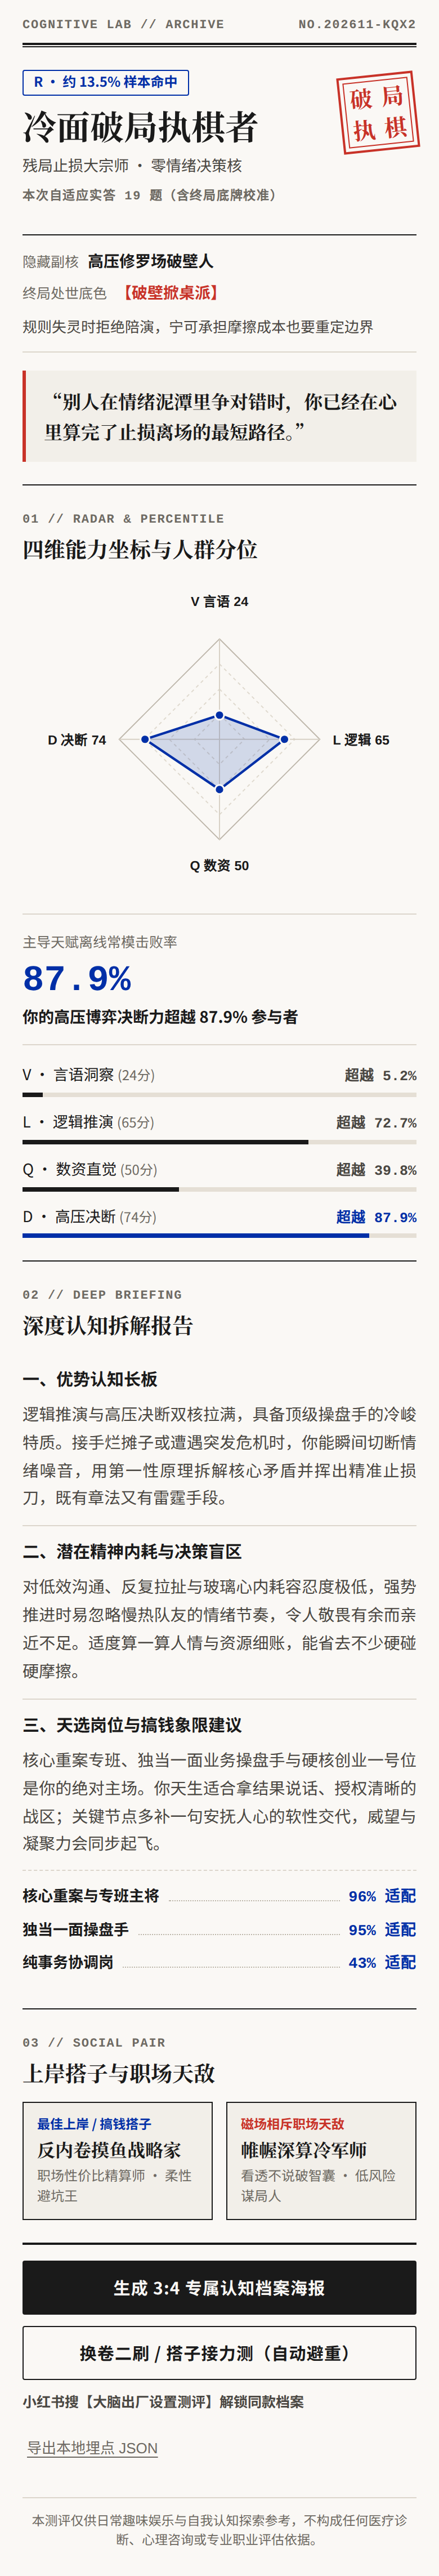 COGNITIVE LAB // ARCHIVE
NO.202611-KQX2
R · 约 13.5% 样本命中
冷面破局执棋者
破局
执棋
残局止损大宗师 · 零情绪决策核
本次自适应实答 19 题（含终局底牌校准）
隐藏副核 高压修罗场破壁人
终局处世底色 【破壁掀桌派】
规则失灵时拒绝陪演，宁可承担摩擦成本也要重定边界
“别人在情绪泥潭里争对错时，你已经在心
里算完了止损离场的最短路径。”
01 // RADAR & PERCENTILE
四维能力坐标与人群分位
V 言语 24
D 决断 74
L 逻辑 65
Q 数资 50
主导天赋离线常模击败率
87.9%
你的高压博弈决断力超越 87.9% 参与者
V · 言语洞察 (24分) 超越 5.2%
L · 逻辑推演 (65分) 超越 72.7%
Q · 数资直觉 (50分) 超越 39.8%
D · 高压决断 (74分) 超越 87.9%
02 // DEEP BRIEFING
深度认知拆解报告
一、优势认知长板
逻辑推演与高压决断双核拉满，具备顶级操盘手的冷峻
特质。接手烂摊子或遭遇突发危机时，你能瞬间切断情
绪噪音，用第一性原理拆解核心矛盾并挥出精准止损
刀，既有章法又有雷霆手段。
二、潜在精神内耗与决策盲区
对低效沟通、反复拉扯与玻璃心内耗容忍度极低，强势
推进时易忽略慢热队友的情绪节奏，令人敬畏有余而亲
近不足。适度算一算人情与资源细账，能省去不少硬碰
硬摩擦。
三、天选岗位与搞钱象限建议
核心重案专班、独当一面业务操盘手与硬核创业一号位
是你的绝对主场。你天生适合拿结果说话、授权清晰的
战区；关键节点多补一句安抚人心的软性交代，威望与
凝聚力会同步起飞。
核心重案与专班主将 96% 适配
独当一面操盘手 95% 适配
纯事务协调岗 43% 适配
03 // SOCIAL PAIR
上岸搭子与职场天敌
最佳上岸 / 搞钱搭子
反内卷摸鱼战略家
职场性价比精算师 · 柔性
避坑王
磁场相斥职场天敌
帷幄深算冷军师
看透不说破智囊 · 低风险
谋局人
生成 3:4 专属认知档案海报
换卷二刷 / 搭子接力测（自动避重）
小红书搜【大脑出厂设置测评】解锁同款档案
导出本地埋点 JSON
本测评仅供日常趣味娱乐与自我认知探索参考，不构成任何医疗诊
断、心理咨询或专业职业评估依据。